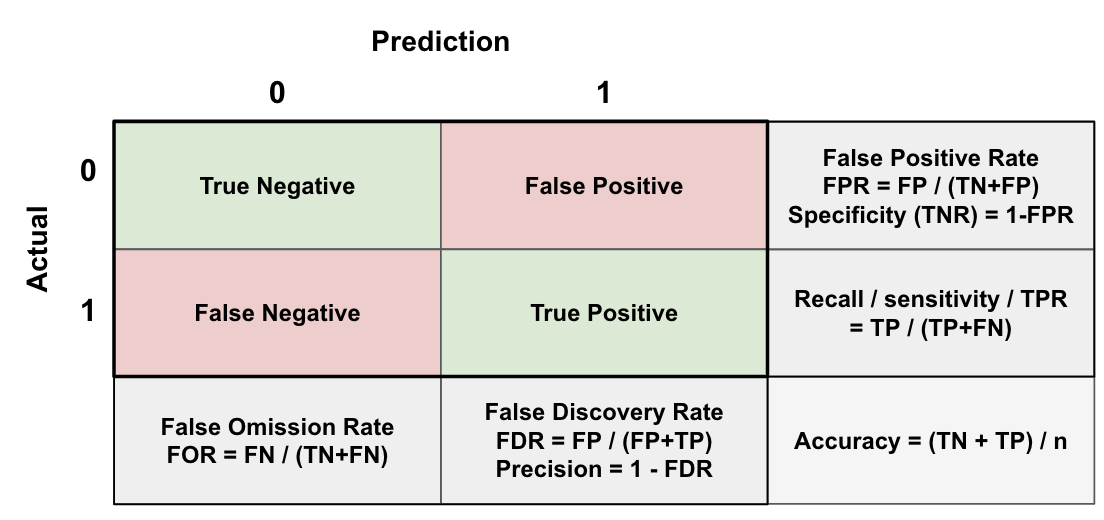 Prediction
0
1
0
True Negative
False Positive
False Positive Rate
FPR = FP / (TN+FP)
Specificity (TNR) = 1-FPR
Actual
1
False Negative
True Positive
Recall / sensitivity / TPR
= TP / (TP+FN)
False Omission Rate
FOR = FN / (TN+FN)
False Discovery Rate
FDR = FP / (FP+TP)
Precision = 1 - FDR
Accuracy = (TN + TP) / n